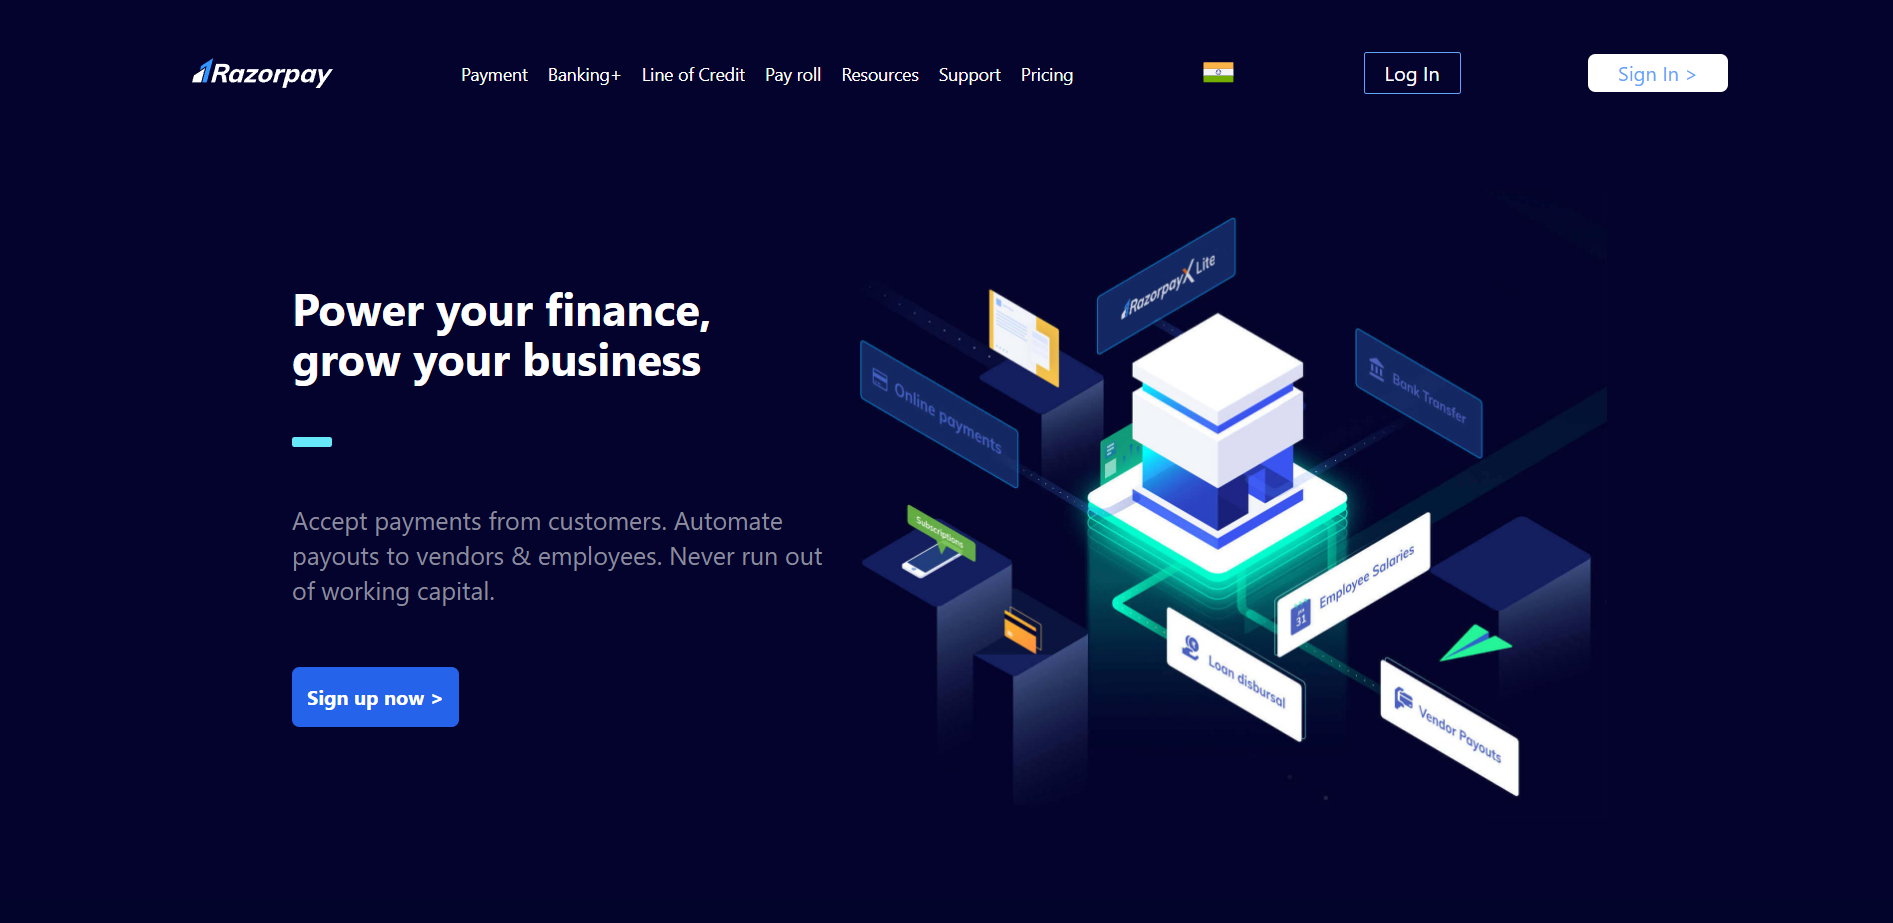 Razorpay
Payment Banking+ Line of Credit Pay roll Resources Support Pricing
Log In
Sign In >
Power your finance,
grow your business
Accept payments from customers. Automate
payouts to vendors & employees. Never run out
of working capital.
Sign up now >
RazorpayX Lite
Online payments
Bank Transfer
Subscriptions
Employee Salaries
31
Loan disbursal
Vendor Payouts